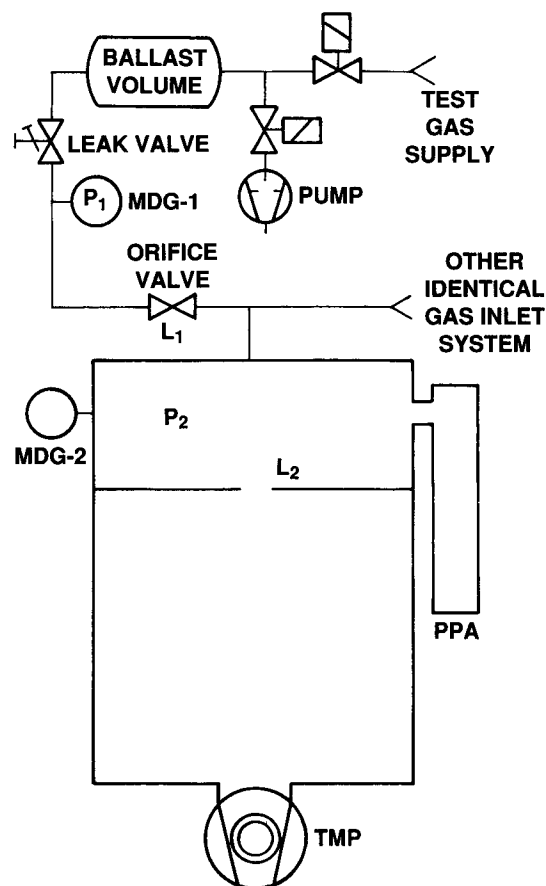 BALLAST
VOLUME
TEST
GAS
SUPPLY
LEAK VALVE
P₁
MDG-1
PUMP
ORIFICE
VALVE
L₁
OTHER
IDENTICAL
GAS INLET
SYSTEM
P₂
MDG-2
L₂
PPA
TMP